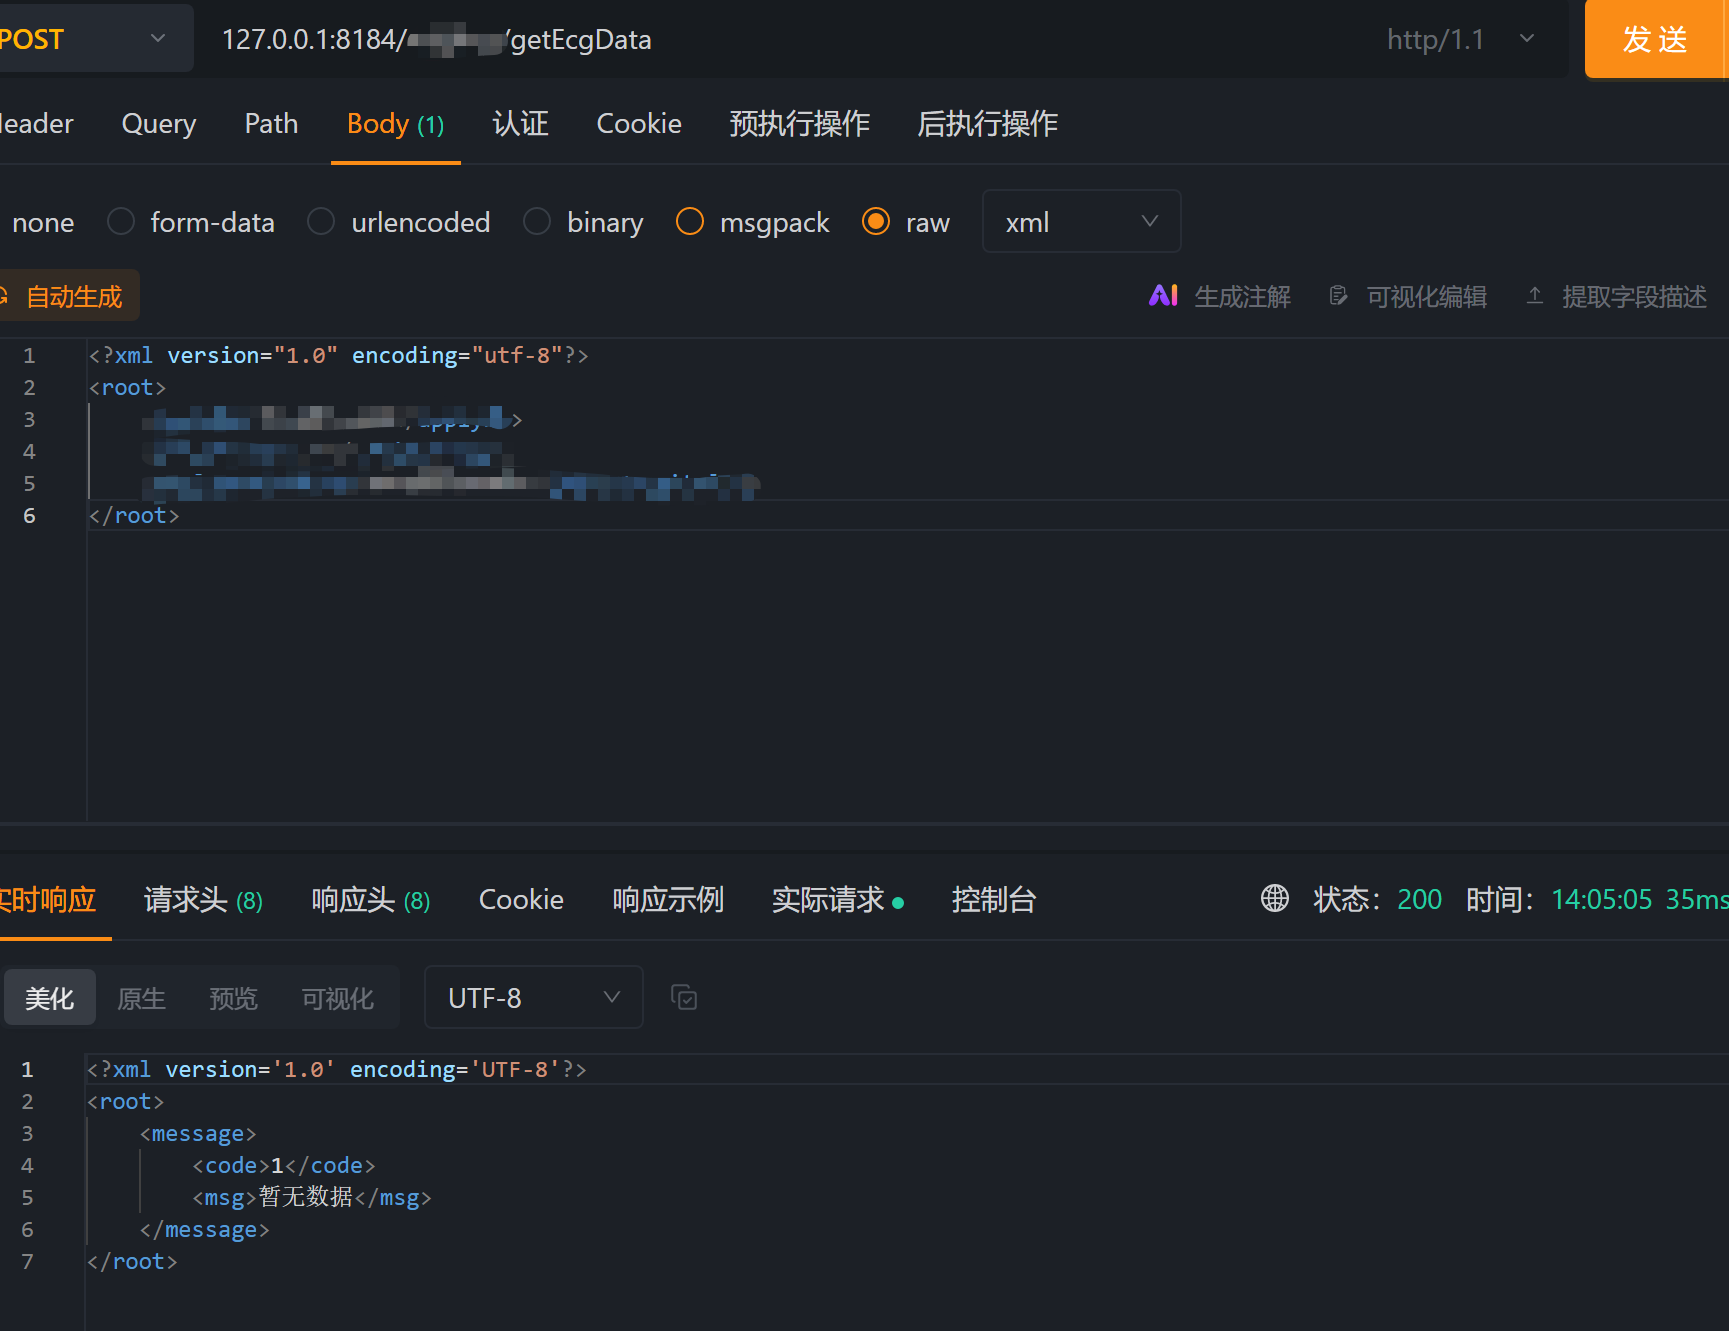 POST 127.0.0.1:8184/ /getEcgData http/1.1 发 送
Header Query Path Body (1) 认证 Cookie 预执行操作 后执行操作
none form-data urlencoded binary msgpack raw xml
自动生成 AI 生成注解 可视化编辑 提取字段描述
1 <?xml version="1.0" encoding="utf-8"?>
2 <root>
3 >
4
5
6 </root>
实时响应 请求头 (8) 响应头 (8) Cookie 响应示例 实际请求 控制台 状态: 200 时间: 14:05:05 35ms
美化 原生 预览 可视化 UTF-8
1 <?xml version='1.0' encoding='UTF-8'?>
2 <root>
3 <message>
4 <code>1</code>
5 <msg>暂无数据</msg>
6 </message>
7 </root>